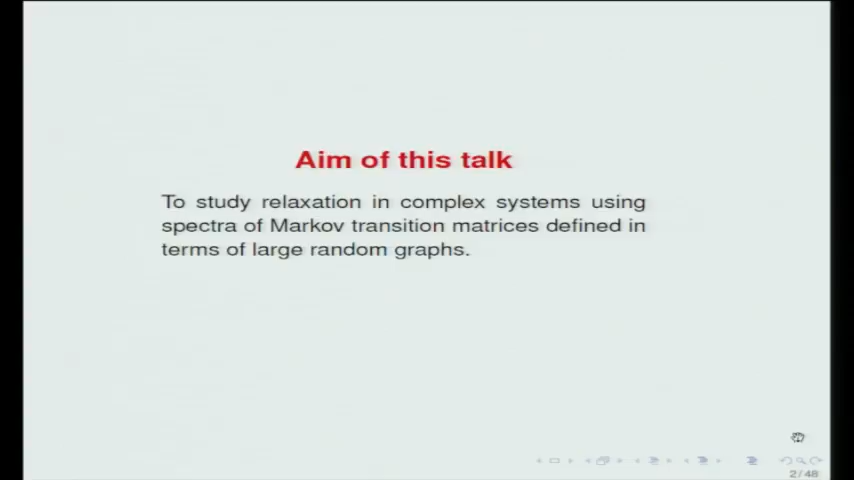 Aim of this talk
To study relaxation in complex systems using
spectra of Markov transition matrices defined in
terms of large random graphs.
2/48